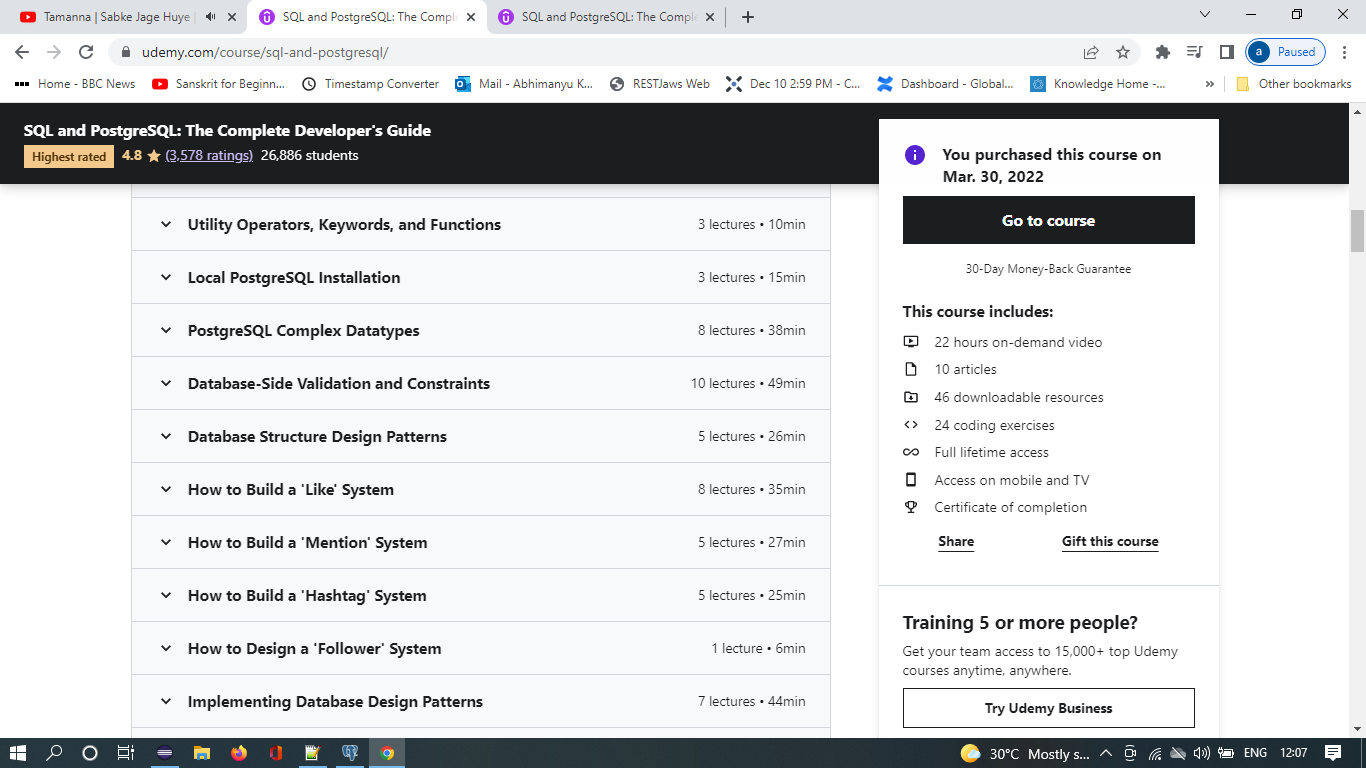 Tamanna | Sabke Jage Huye
SQL and PostgreSQL: The Comple
SQL and PostgreSQL: The Comple
udemy.com/course/sql-and-postgresql/
a Paused
Home - BBC News
Sanskrit for Beginn...
Timestamp Converter
Mail - Abhimanyu K...
RESTJaws Web
Dec 10 2:59 PM - C...
Dashboard - Global...
Knowledge Home -...
»
Other bookmarks
SQL and PostgreSQL: The Complete Developer's Guide
Highest rated 4.8 (3,578 ratings) 26,886 students
Utility Operators, Keywords, and Functions 3 lectures • 10min
Local PostgreSQL Installation 3 lectures • 15min
PostgreSQL Complex Datatypes 8 lectures • 38min
Database-Side Validation and Constraints 10 lectures • 49min
Database Structure Design Patterns 5 lectures • 26min
How to Build a 'Like' System 8 lectures • 35min
How to Build a 'Mention' System 5 lectures • 27min
How to Build a 'Hashtag' System 5 lectures • 25min
How to Design a 'Follower' System 1 lecture • 6min
Implementing Database Design Patterns 7 lectures • 44min
You purchased this course on
Mar. 30, 2022
Go to course
30-Day Money-Back Guarantee
This course includes:
22 hours on-demand video
10 articles
46 downloadable resources
24 coding exercises
Full lifetime access
Access on mobile and TV
Certificate of completion
Share Gift this course
Training 5 or more people?
Get your team access to 15,000+ top Udemy
courses anytime, anywhere.
Try Udemy Business
30°C Mostly s... ENG 12:07